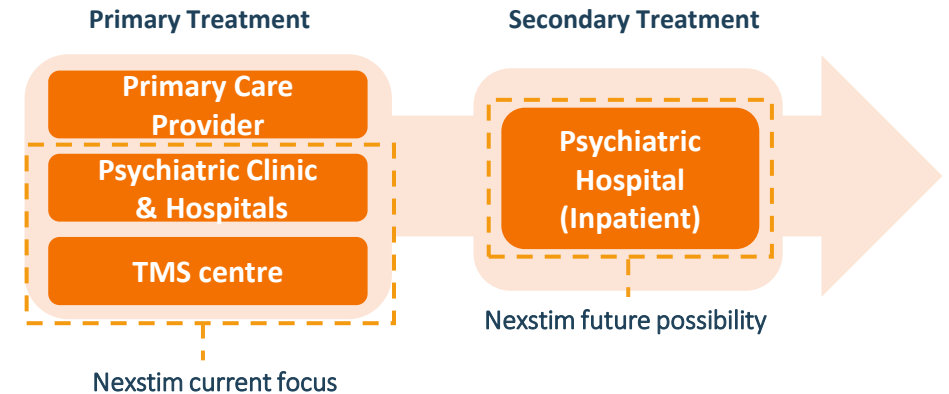 Primary Treatment
Primary Care
Provider
Psychiatric Clinic
& Hospitals
TMS centre
Nexstim current focus
Secondary Treatment
Psychiatric
Hospital
(Inpatient)
Nexstim future possibility